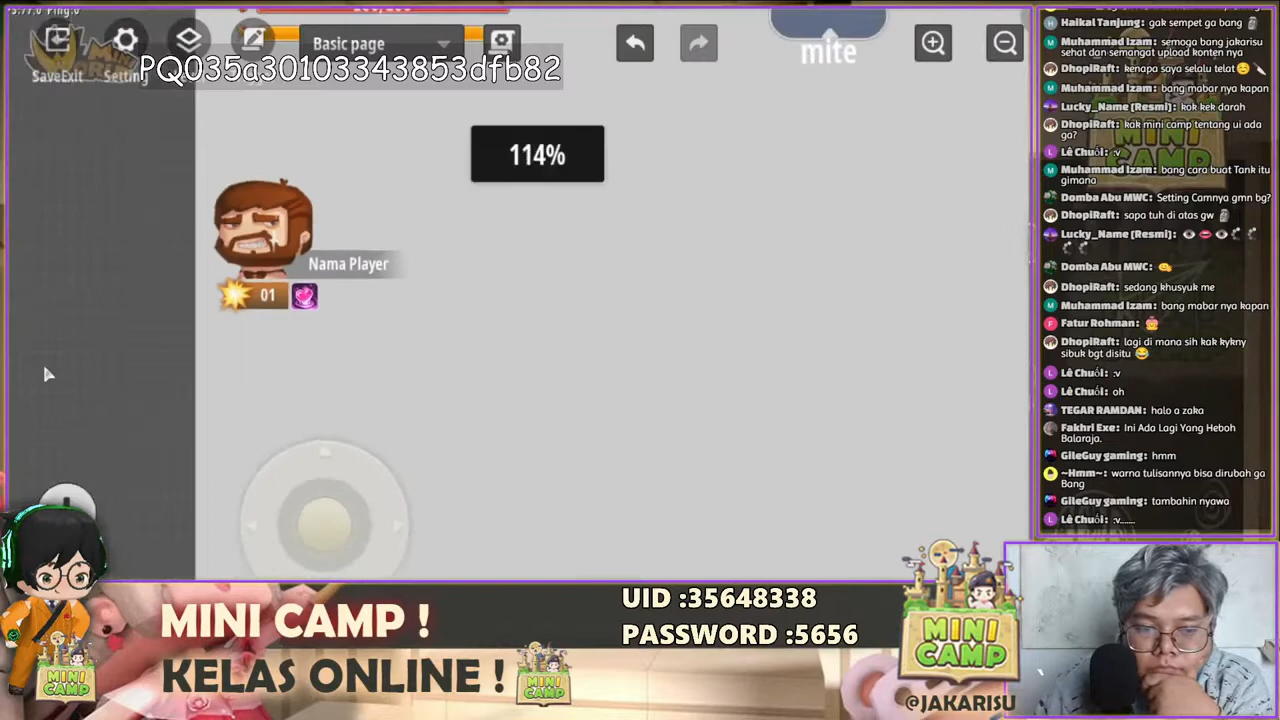 Basic page
mite
SaveExit
Setting
PQ035a30103343853dfb82
114%
Nama Player
01
Haikal Tanjung: gak sempet ga bang
Muhammad Izam: semoga bang jakarisu
sehat dan semangat upload konten nya
DhopiRaft: kenapa saya selalu telat
Muhammad Izam: bang mabar nya kapan
Lucky_Name (Resmi): kok kek darah
DhopiRaft: kak mini camp tentang ui ada
ga?
Lê Chuối: :v
Muhammad Izam: bang cara buat Tank itu
gimana
Domba Abu MWC: Setting Camnya gmn bg?
DhopiRaft: sapa tuh di atas gw
Lucky_Name (Resmi):
Domba Abu MWC:
DhopiRaft: sedang khusyuk me
Muhammad Izam: bang mabar nya kapan
Fatur Rohman:
DhopiRaft: lagi di mana sih kak kykny
sibuk bgt disitu
Lê Chuối: :v
Lê Chuối: oh
TEGAR RAMDAN: halo a zaka
Fakhri Exe: Ini Ada Lagi Yang Heboh
Balaraja.
GileGuy gaming: hmm
~Hmm~: warna tulisannya bisa dirubah ga
Bang
GileGuy gaming: tambahin nyawa
Lê Chuối: :v.......
MINI CAMP !
KELAS ONLINE !
UID :35648338
PASSWORD :5656
MINI
CAMP
MINI
CAMP
MINI
CAMP
@JAKARISU